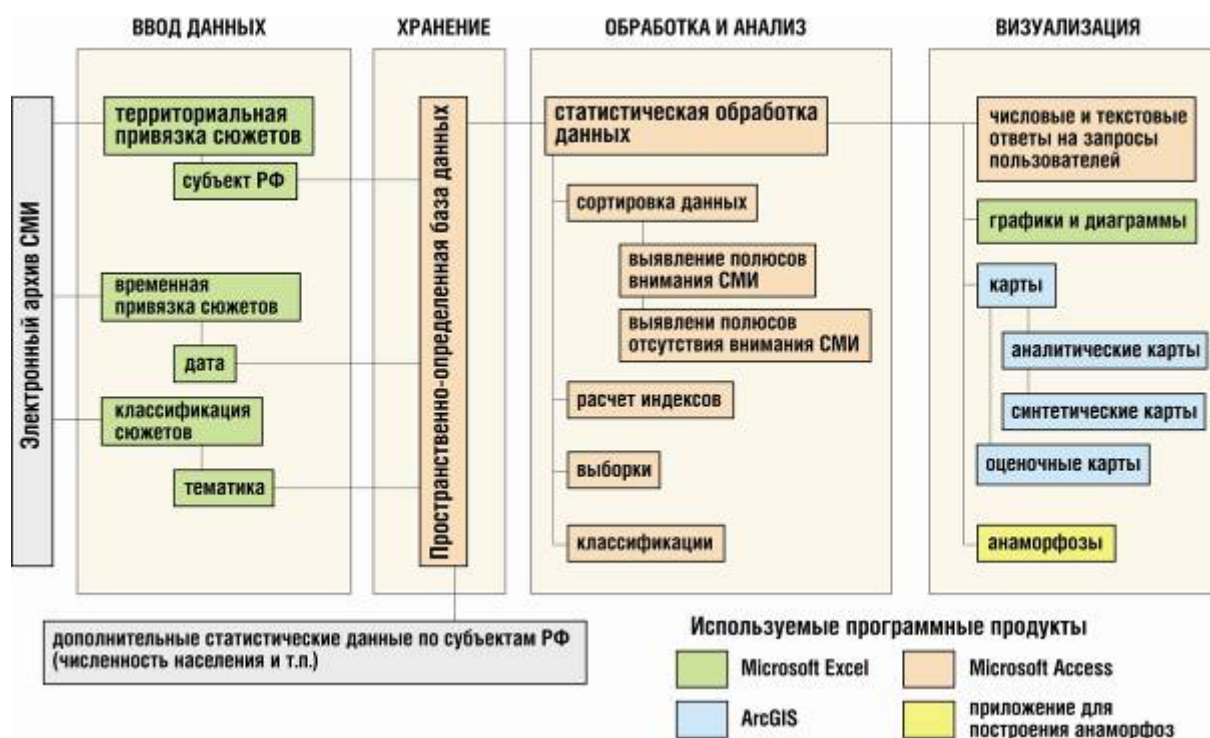 ВВОД ДАННЫХ
ХРАНЕНИЕ
ОБРАБОТКА И АНАЛИЗ
ВИЗУАЛИЗАЦИЯ
Электронный архив СМИ
территориальная
привязка сюжетов
субъект РФ
временная
привязка сюжетов
дата
классификация
сюжетов
тематика
Пространственно-определенная база данных
статистическая обработка
данных
сортировка данных
выявление полюсов
внимания СМИ
выявлени полюсов
отсутствия внимания СМИ
расчет индексов
выборки
классификации
числовые и текстовые
ответы на запросы
пользователей
графики и диаграммы
карты
аналитические карты
синтетические карты
оценочные карты
анаморфозы
дополнительные статистические данные по субъектам РФ
(численность населения и т.п.)
Используемые программные продукты
Microsoft Excel
Microsoft Access
ArcGIS
приложение для
построения анаморфоз